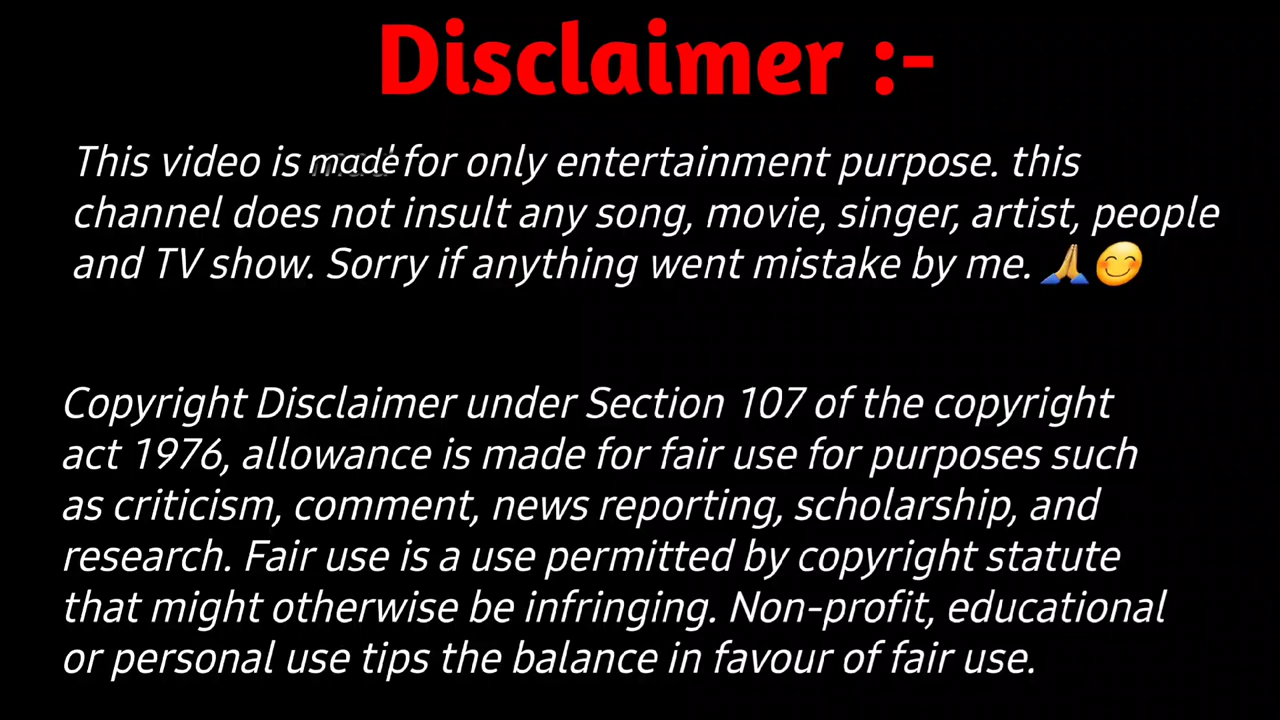 Disclaimer :-
This video is made for only entertainment purpose. this
channel does not insult any song, movie, singer, artist, people
and TV show. Sorry if anything went mistake by me. 🙏😊
Copyright Disclaimer under Section 107 of the copyright
act 1976, allowance is made for fair use for purposes such
as criticism, comment, news reporting, scholarship, and
research. Fair use is a use permitted by copyright statute
that might otherwise be infringing. Non-profit, educational
or personal use tips the balance in favour of fair use.